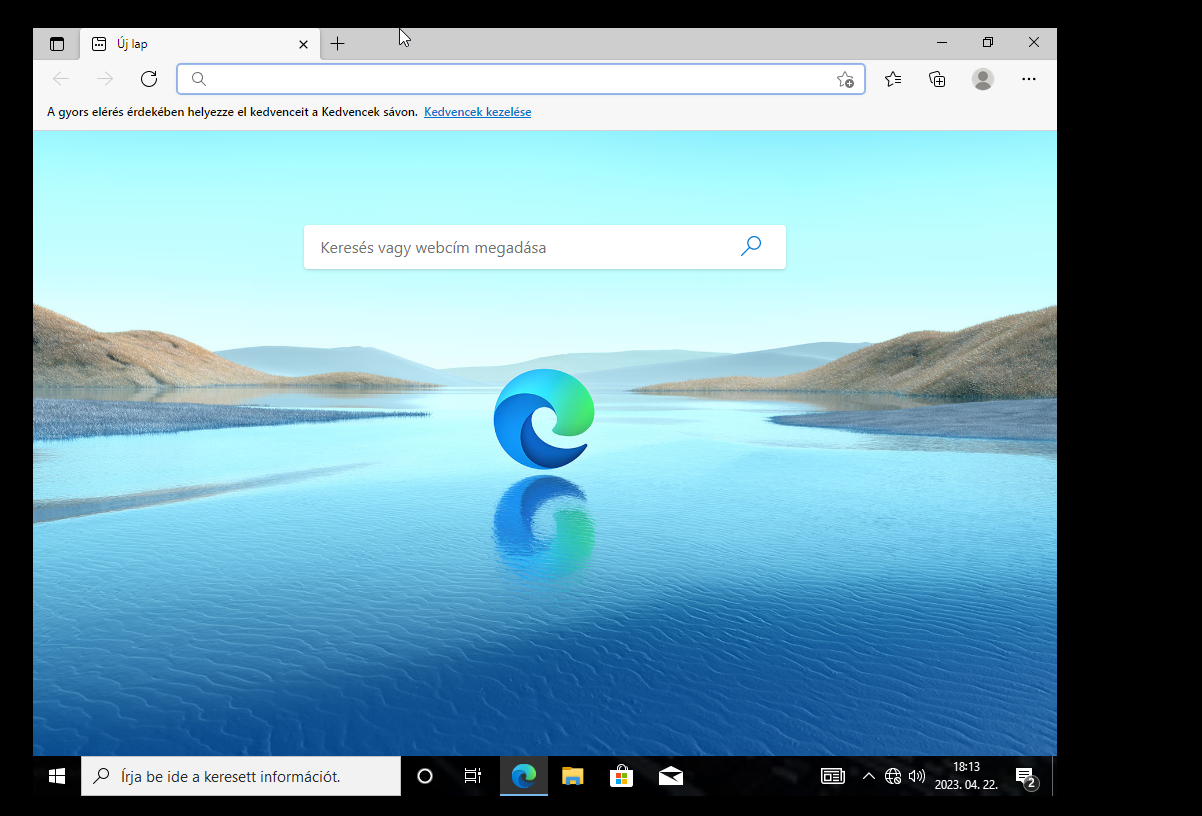 Új lap
A gyors elérés érdekében helyezze el kedvenceit a Kedvencek sávon. Kedvencek kezelése
Keresés vagy webcím megadása
Írja be ide a keresett információt.
18:13
2023. 04. 22.
2